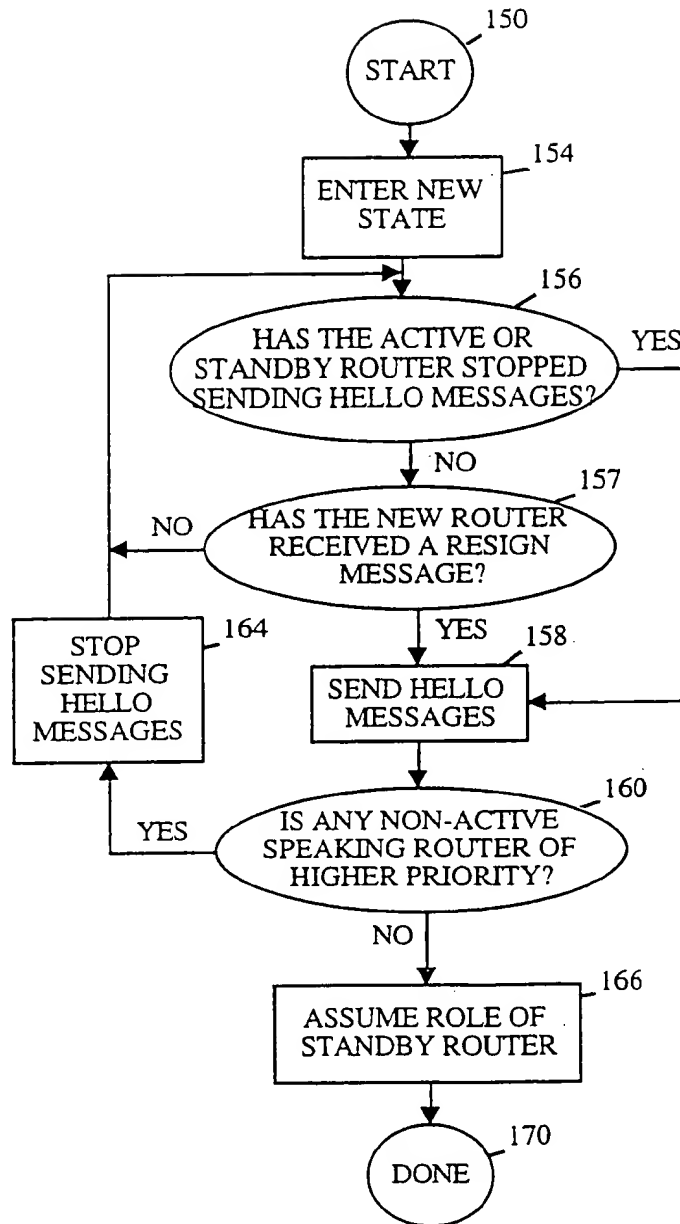 150
START
154
ENTER NEW
STATE
156
HAS THE ACTIVE OR
STANDBY ROUTER STOPPED
SENDING HELLO MESSAGES?
YES
NO
157
NO
HAS THE NEW ROUTER
RECEIVED A RESIGN
MESSAGE?
164
STOP
SENDING
HELLO
MESSAGES
YES
158
SEND HELLO
MESSAGES
160
YES
IS ANY NON-ACTIVE
SPEAKING ROUTER OF
HIGHER PRIORITY?
NO
166
ASSUME ROLE OF
STANDBY ROUTER
170
DONE